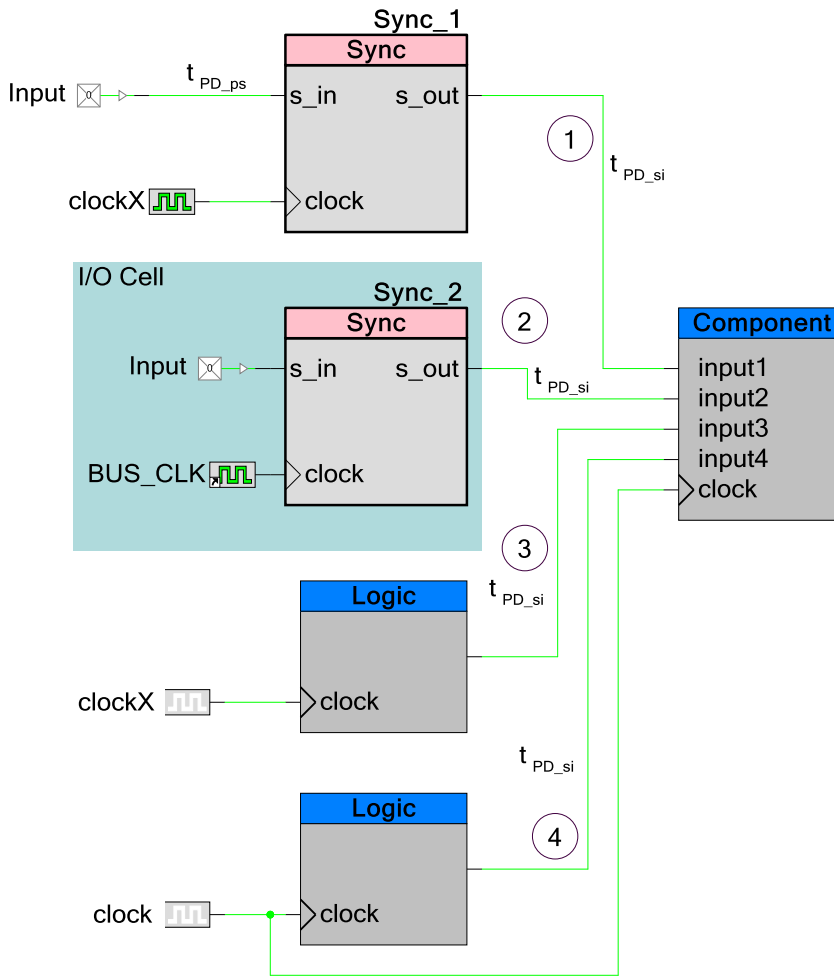 Sync_1
Sync
Input
t PD_ps
s_in
s_out
1
t PD_si
clockX
clock
I/O Cell
Sync_2
Sync
2
Component
Input
s_in
s_out
t PD_si
input1
input2
input3
input4
clock
BUS_CLK
clock
3
Logic
t PD_si
clockX
clock
t PD_si
Logic
4
clock
clock